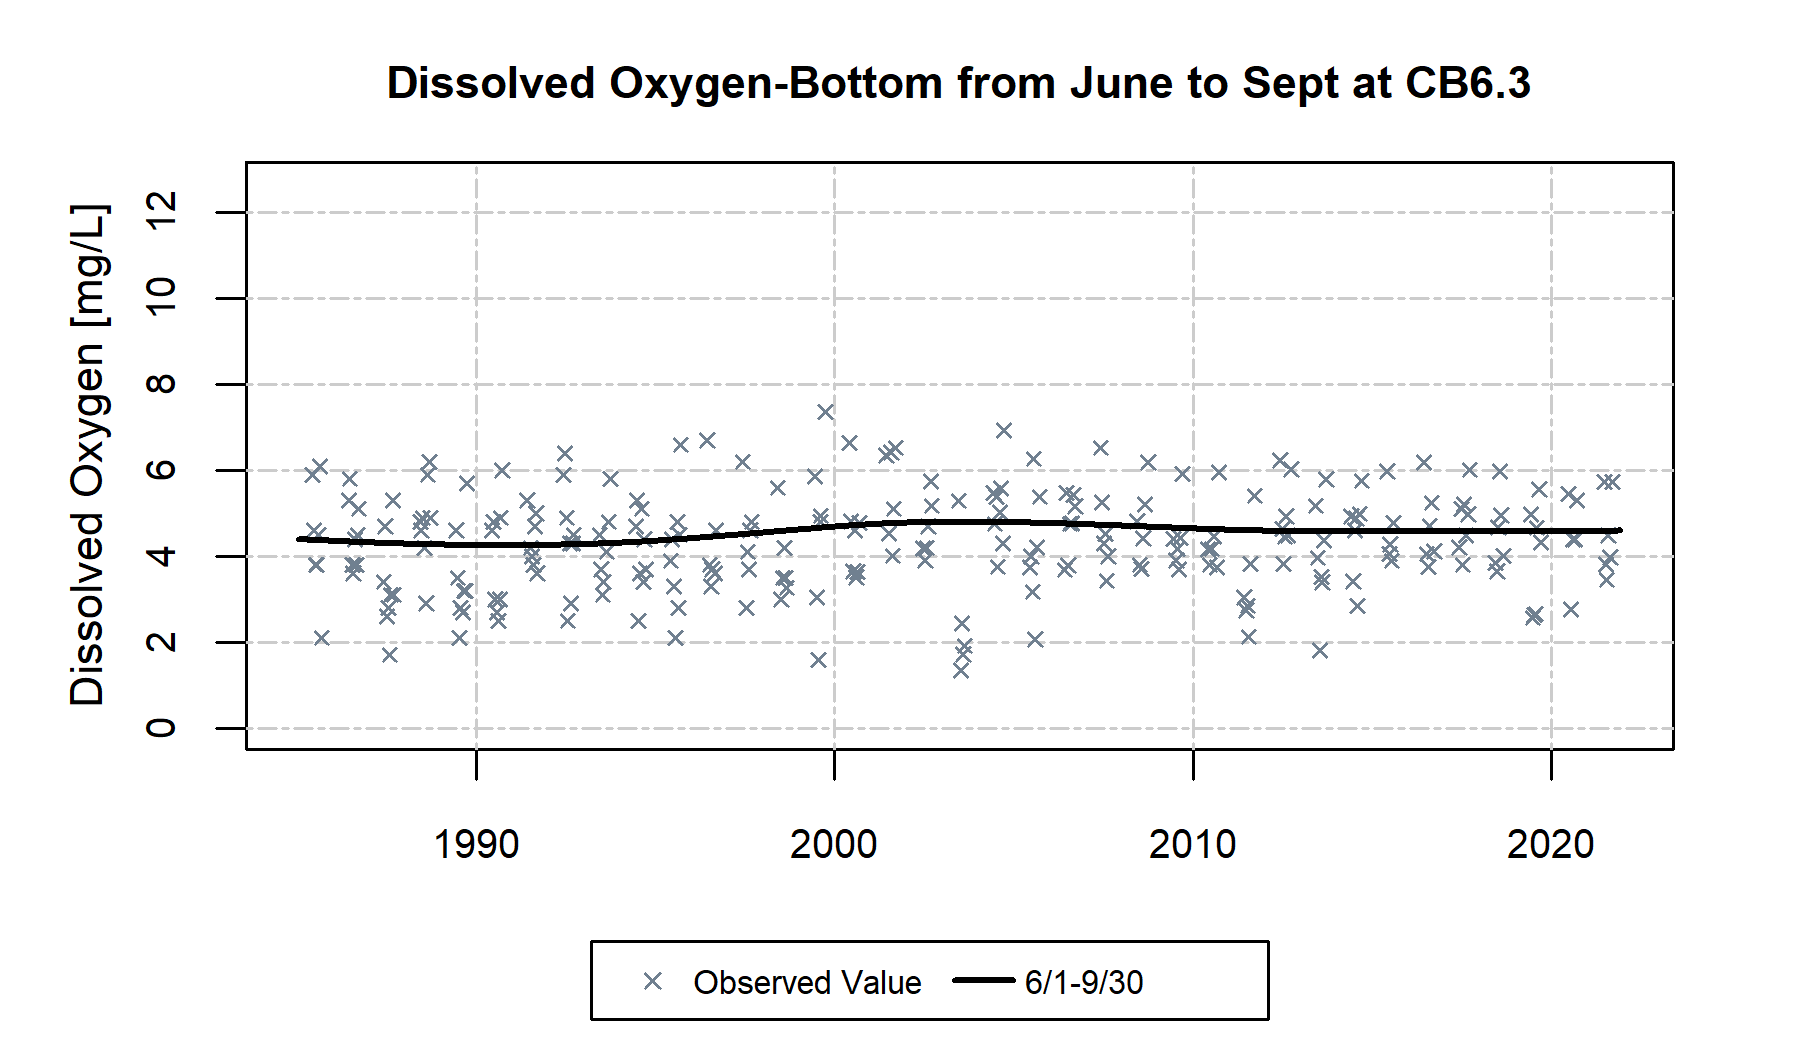 Dissolved Oxygen-Bottom from June to Sept at CB6.3
Dissolved Oxygen [mg/L]
12
10
8
6
4
2
0
1990 2000 2010 2020
Observed Value 6/1-9/30